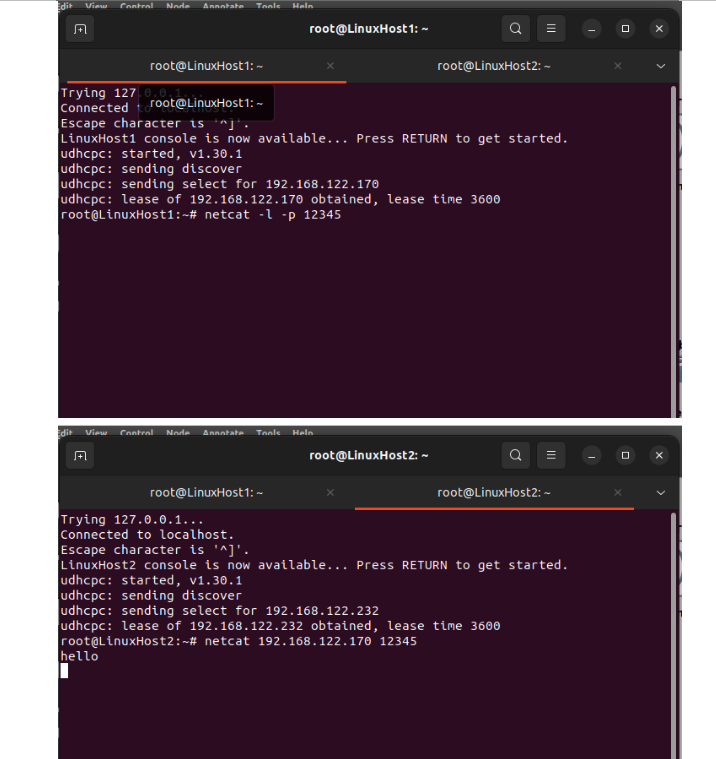 Edit View Control Node Annotate Tools Help
root@LinuxHost1: ~
root@LinuxHost1: ~ × root@LinuxHost2: ~ ×
Trying 127.0.0.1...
root@LinuxHost1: ~
Connected to localhost.
Escape character is '^]'.
LinuxHost1 console is now available... Press RETURN to get started.
udhcpc: started, v1.30.1
udhcpc: sending discover
udhcpc: sending select for 192.168.122.170
udhcpc: lease of 192.168.122.170 obtained, lease time 3600
root@LinuxHost1:~# netcat -l -p 12345
Edit View Control Node Annotate Tools Help
root@LinuxHost2: ~
root@LinuxHost1: ~ × root@LinuxHost2: ~ ×
Trying 127.0.0.1...
Connected to localhost.
Escape character is '^]'.
LinuxHost2 console is now available... Press RETURN to get started.
udhcpc: started, v1.30.1
udhcpc: sending discover
udhcpc: sending select for 192.168.122.232
udhcpc: lease of 192.168.122.232 obtained, lease time 3600
root@LinuxHost2:~# netcat 192.168.122.170 12345
hello